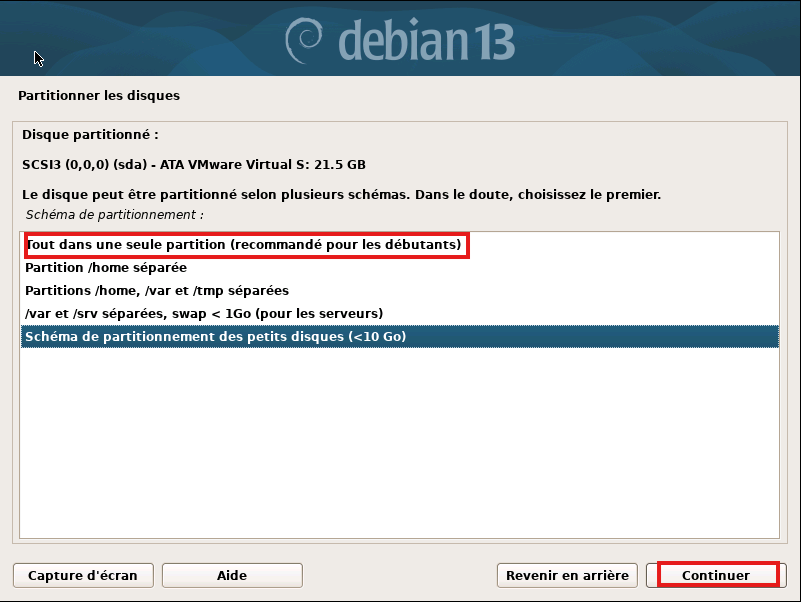 debian 13
Partitionner les disques
Disque partitionné :
SCSI3 (0,0,0) (sda) - ATA VMware Virtual S: 21.5 GB
Le disque peut être partitionné selon plusieurs schémas. Dans le doute, choisissez le premier.
Schéma de partitionnement :
Tout dans une seule partition (recommandé pour les débutants)
Partition /home séparée
Partitions /home, /var et /tmp séparées
/var et /srv séparées, swap < 1Go (pour les serveurs)
Schéma de partitionnement des petits disques (<10 Go)
Capture d'écran
Aide
Revenir en arrière
Continuer